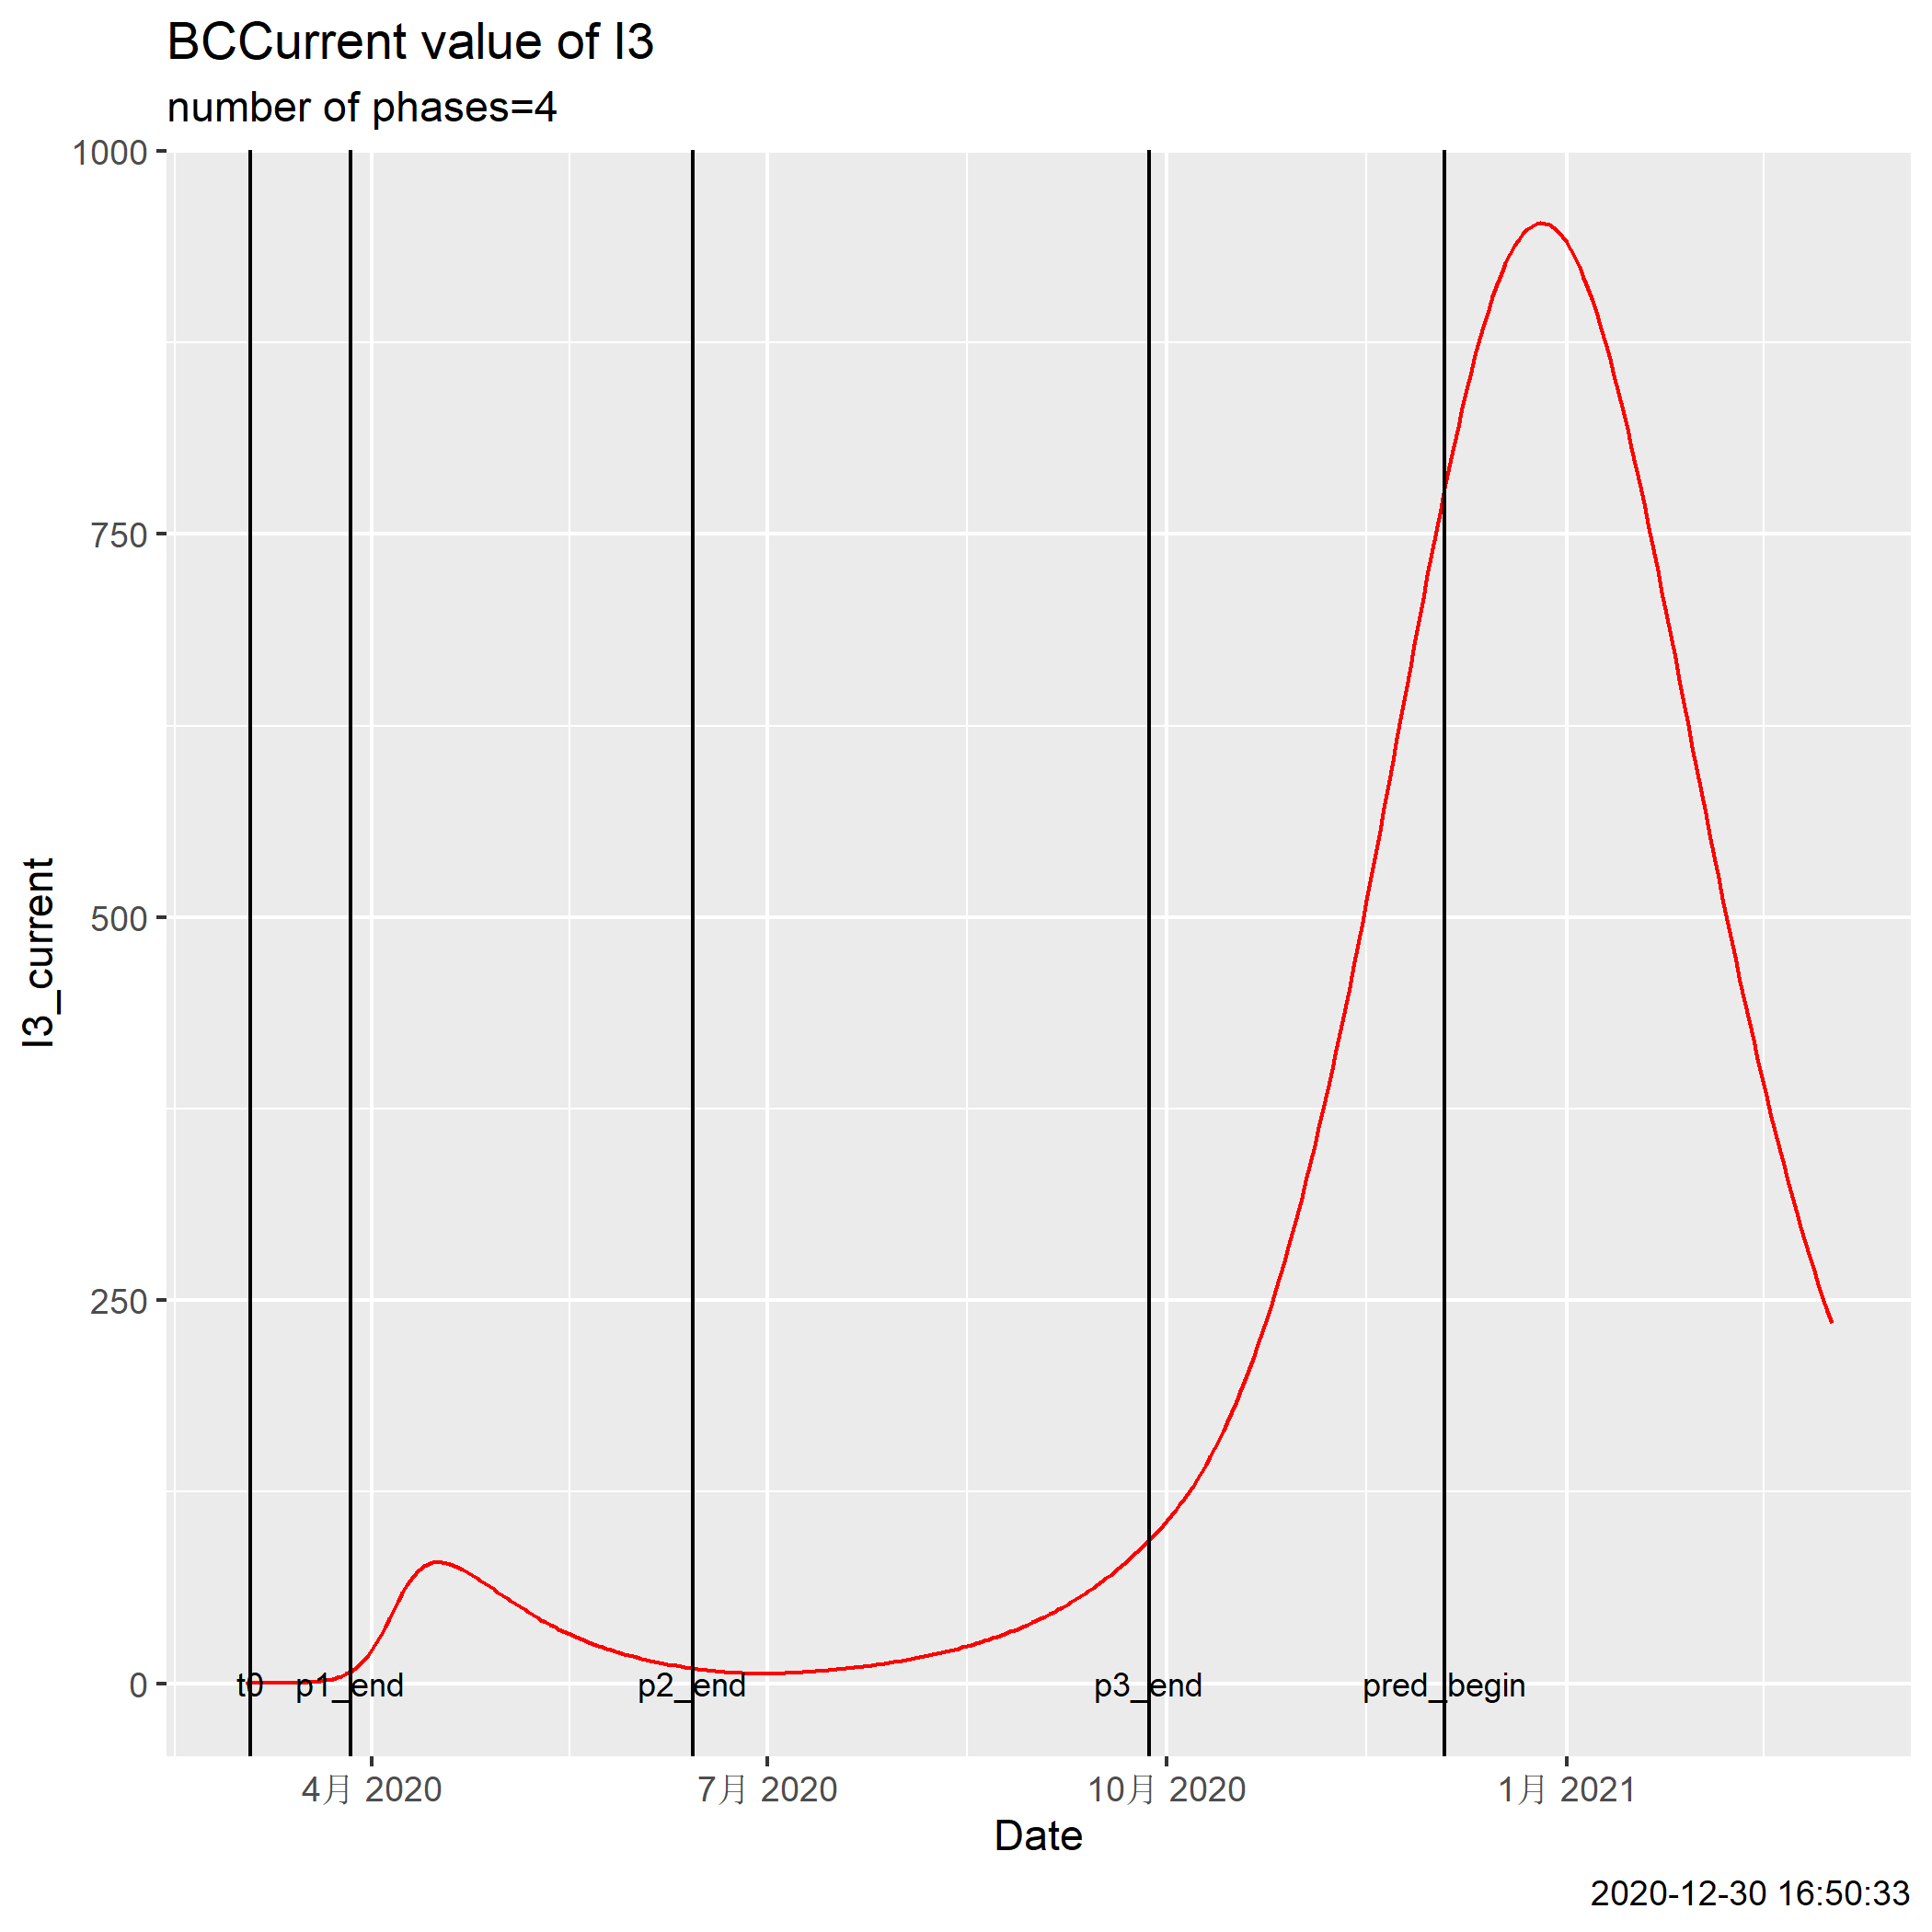 BCCurrent value of I3
number of phases=4
1000
750
500
250
0
I3_current
t0
p1_end
p2_end
p3_end
pred_begin
4月 2020
7月 2020
10月 2020
1月 2021
Date
2020-12-30 16:50:33